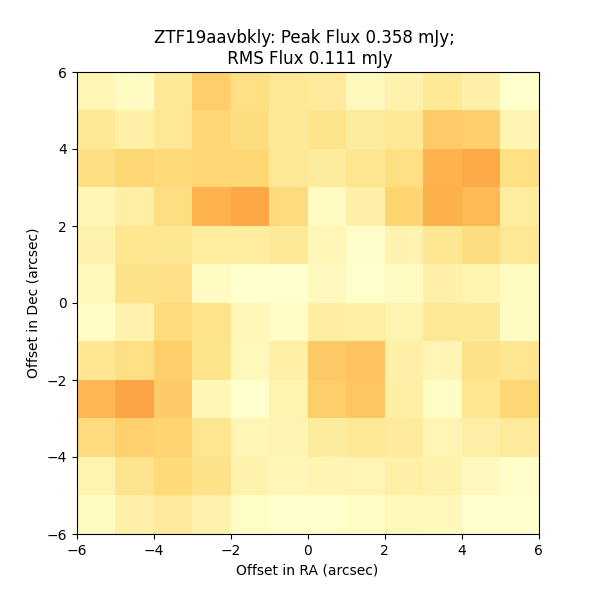 ZTF19aavbkly: Peak Flux 0.358 mJy;
RMS Flux 0.111 mJy
6
4
2
0
−2
−4
−6
Offset in Dec (arcsec)
−6 −4 −2 0 2 4 6
Offset in RA (arcsec)